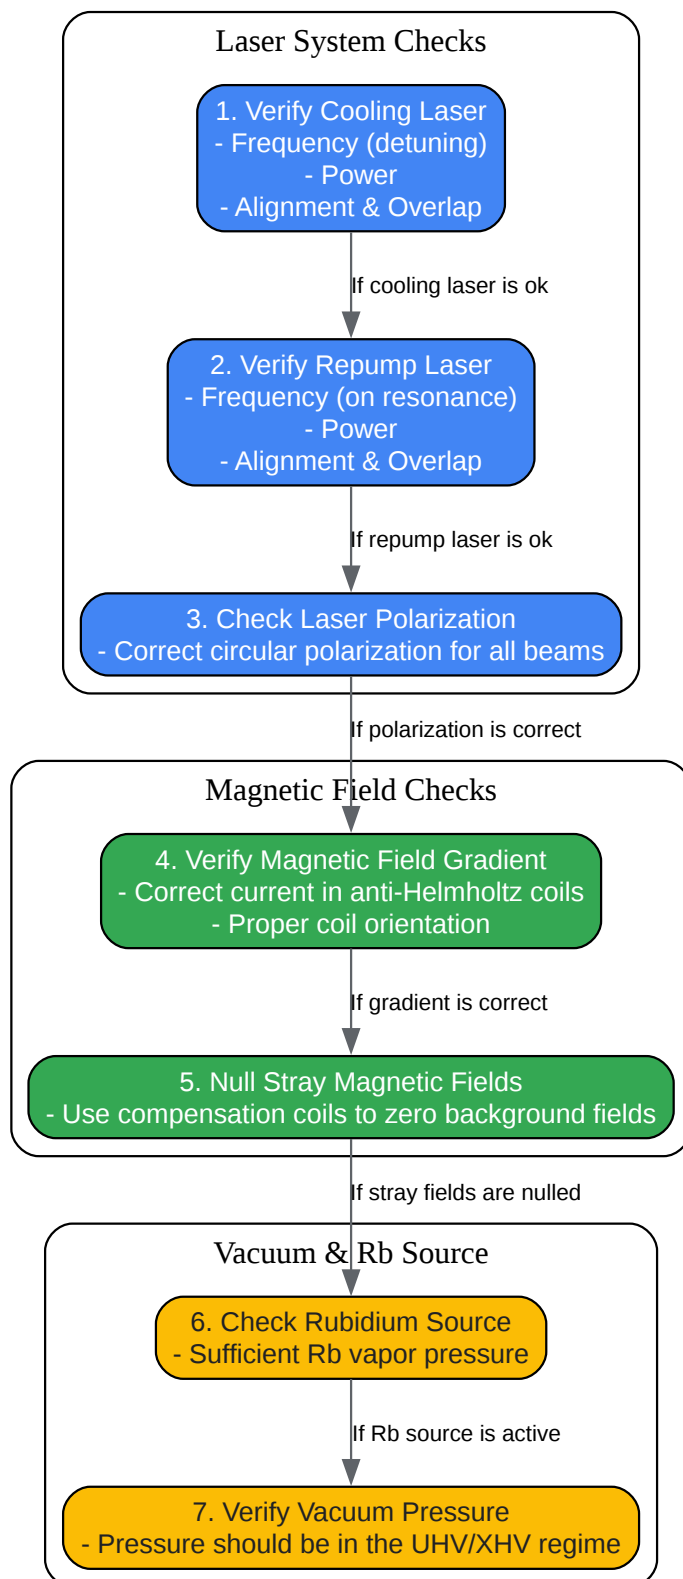 Laser System Checks
1. Verify Cooling Laser
- Frequency (detuning)
- Power
- Alignment & Overlap
If cooling laser is ok
2. Verify Repump Laser
- Frequency (on resonance)
- Power
- Alignment & Overlap
If repump laser is ok
3. Check Laser Polarization
- Correct circular polarization for all beams
If polarization is correct
Magnetic Field Checks
4. Verify Magnetic Field Gradient
- Correct current in anti-Helmholtz coils
- Proper coil orientation
If gradient is correct
5. Null Stray Magnetic Fields
- Use compensation coils to zero background fields
If stray fields are nulled
Vacuum & Rb Source
6. Check Rubidium Source
- Sufficient Rb vapor pressure
If Rb source is active
7. Verify Vacuum Pressure
- Pressure should be in the UHV/XHV regime